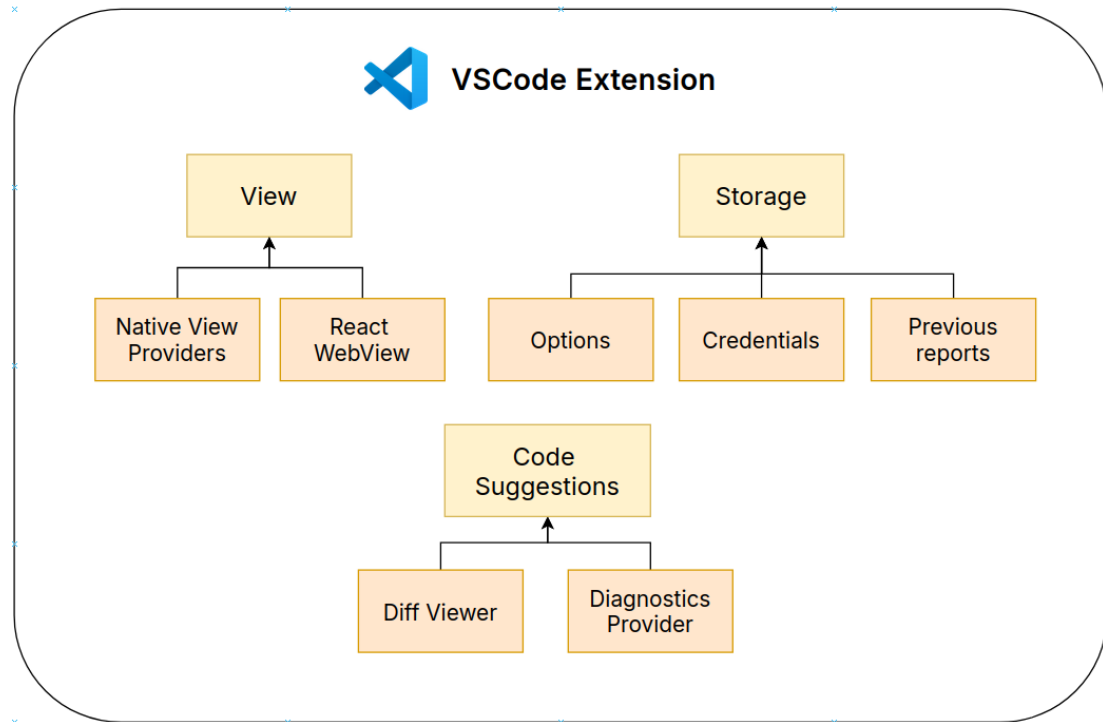 VSCode Extension
View
Storage
Native View
Providers
React
WebView
Options
Credentials
Previous
reports
Code
Suggestions
Diff Viewer
Diagnostics
Provider